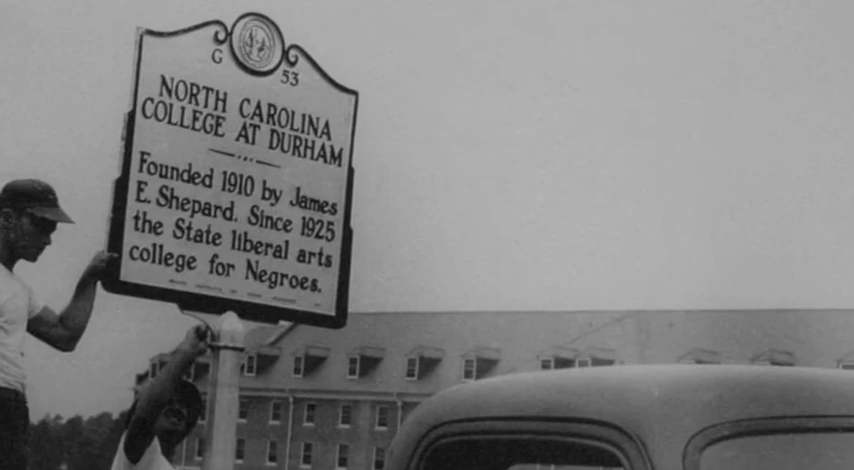 G 53
NORTH CAROLINA
COLLEGE AT DURHAM
Founded 1910 by James
E. Shepard. Since 1925
the State liberal arts
college for Negroes.